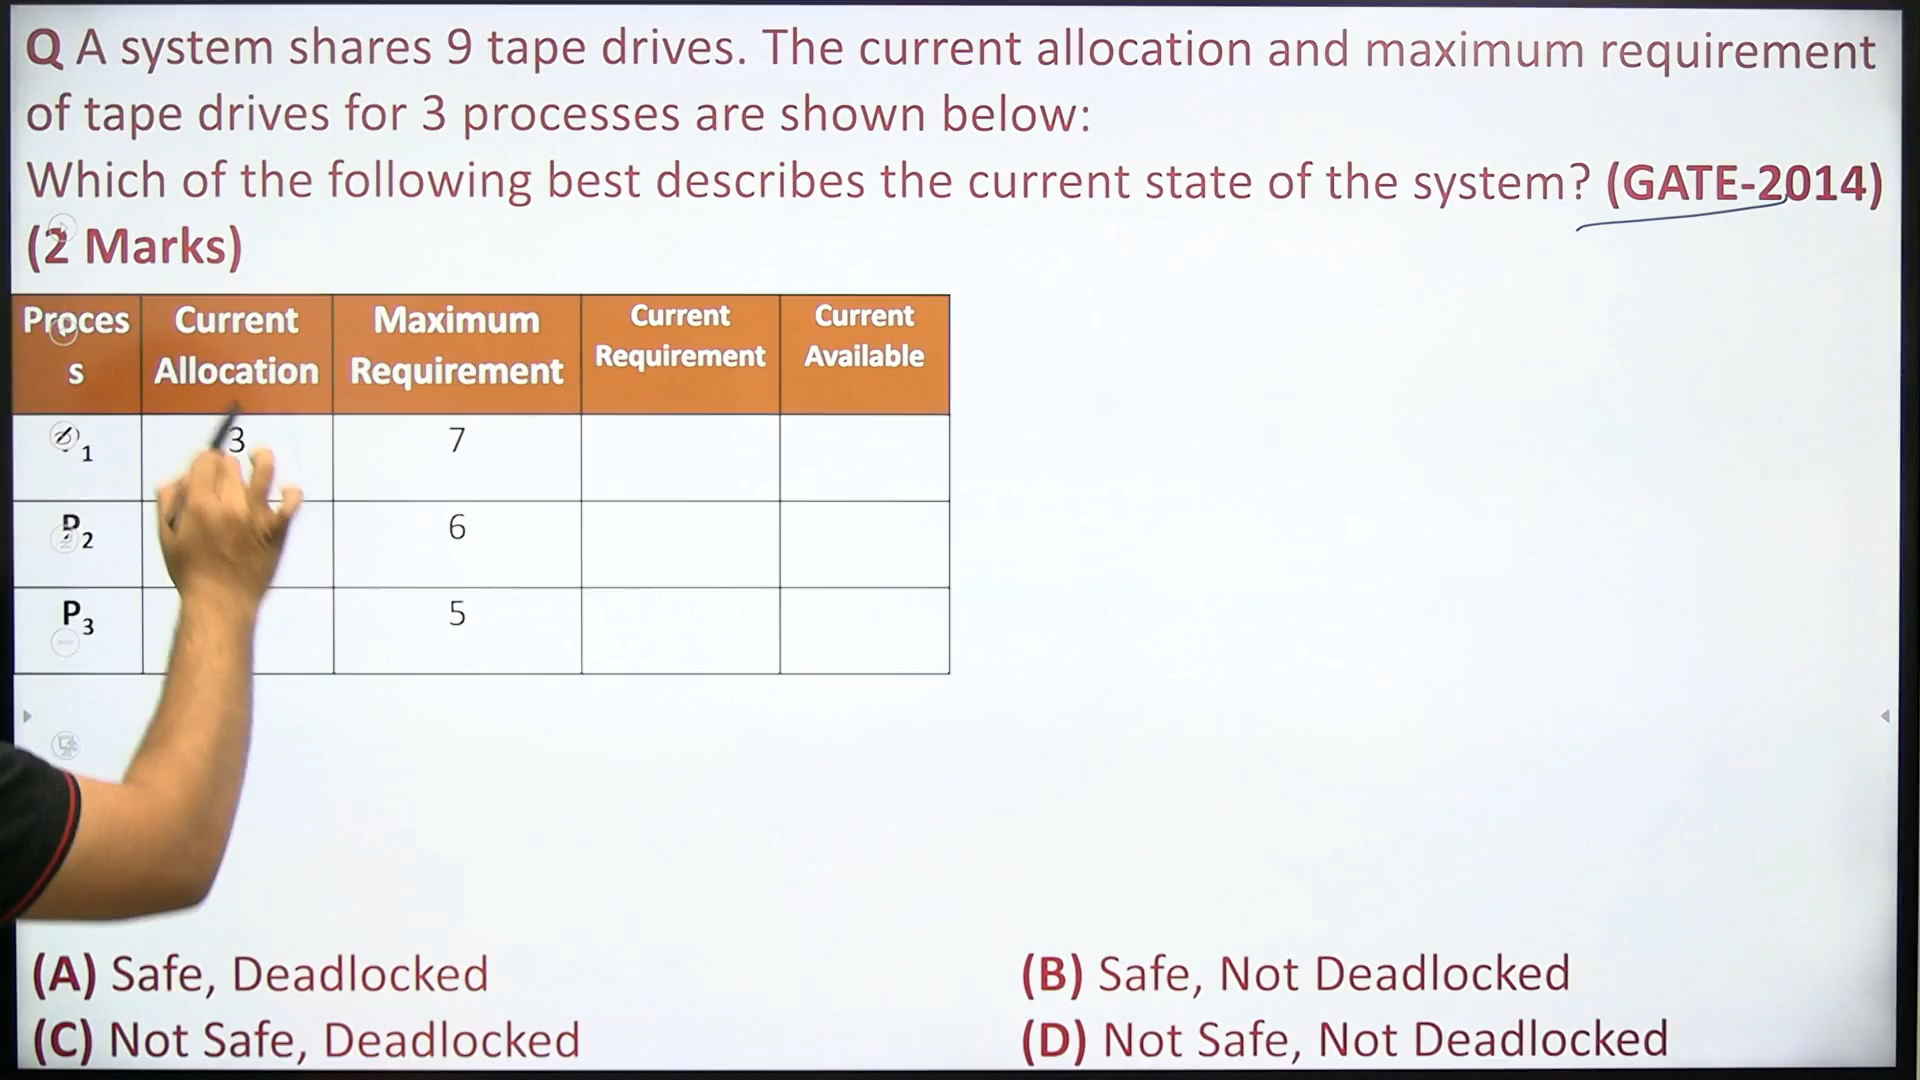 Q A system shares 9 tape drives. The current allocation and maximum requirement
of tape drives for 3 processes are shown below:
Which of the following best describes the current state of the system? (GATE-2014)
(2 Marks)
Proces
s
Current
Allocation
Maximum
Requirement
Current
Requirement
Current
Available
1
3
7
P2
6
P3
5
(A) Safe, Deadlocked
(B) Safe, Not Deadlocked
(C) Not Safe, Deadlocked
(D) Not Safe, Not Deadlocked